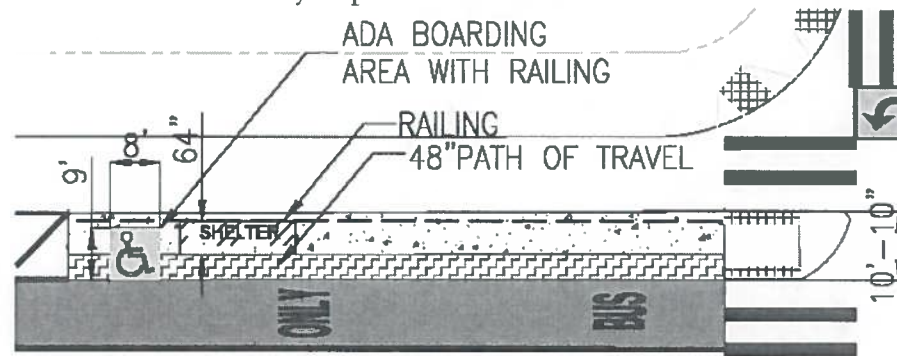 ADA BOARDING
AREA WITH RAILING
RAILING
48"PATH OF TRAVEL
8'
64"
9'
SHELTER
10'-10"
ONLY
BUS